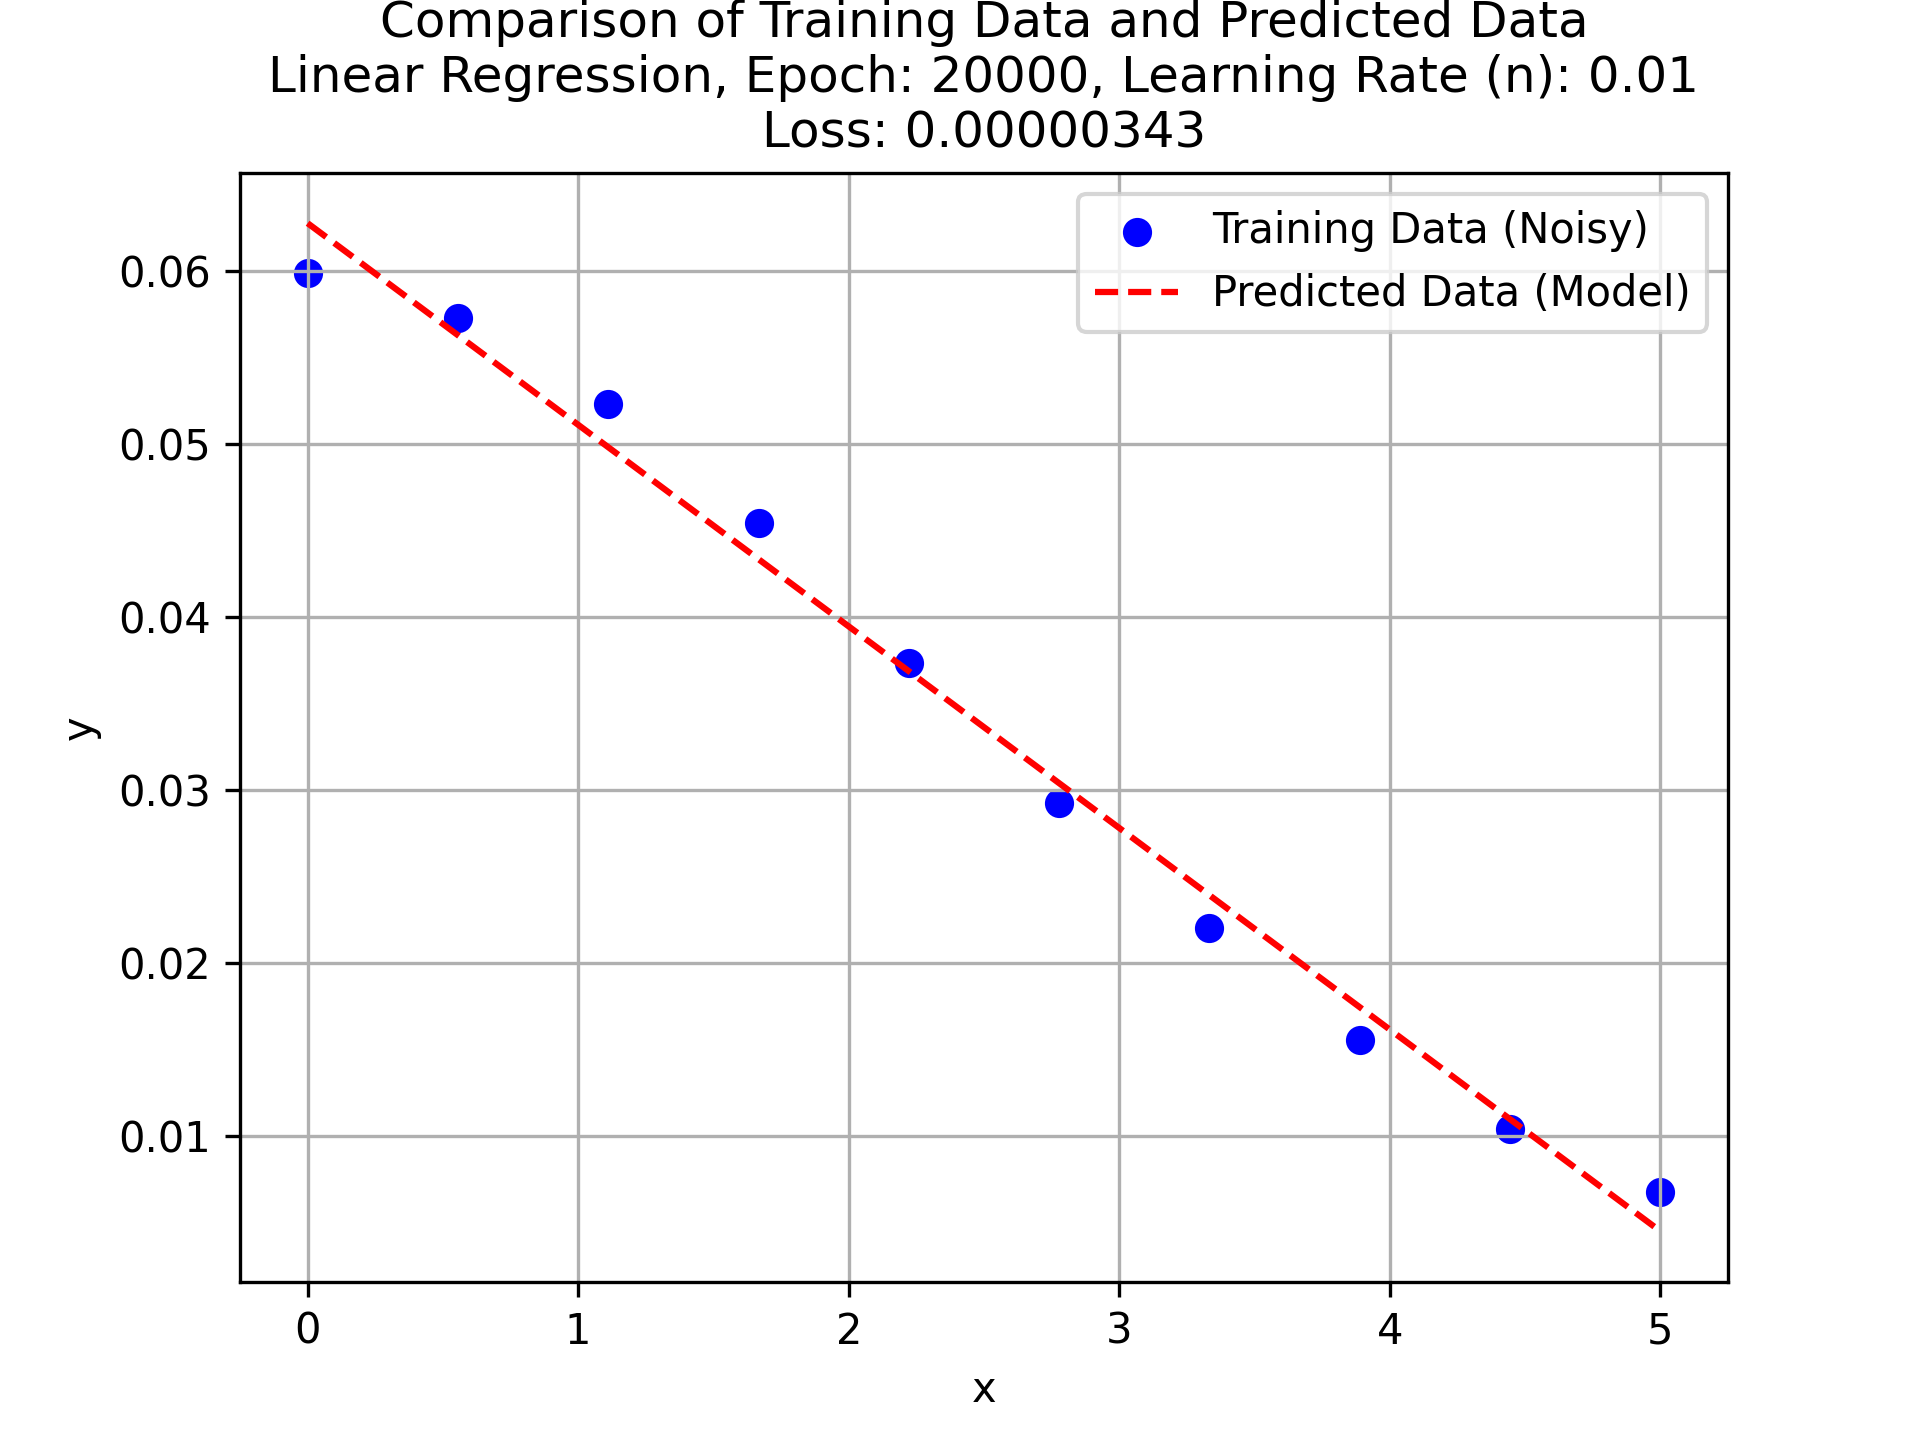 Comparison of Training Data and Predicted Data
Linear Regression, Epoch: 20000, Learning Rate (n): 0.01
Loss: 0.00000343
Training Data (Noisy)
Predicted Data (Model)
0.06
0.05
0.04
0.03
0.02
0.01
y
0 1 2 3 4 5
x